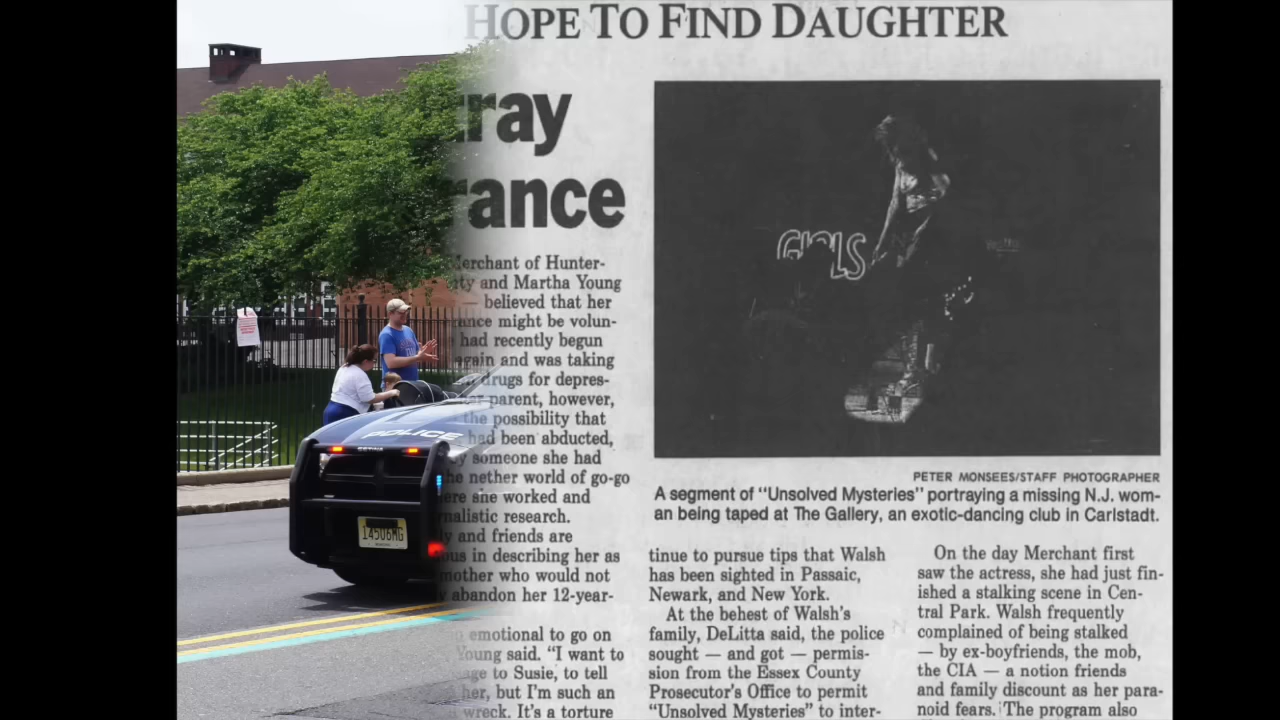 HOPE TO FIND DAUGHTER
GIRLS
Merchant of Hunter-
and Martha Young
— believed that her
might be volun-
had recently begun
again and was taking
drugs for depres-
parent, however,
the possibility that
had been abducted,
by someone she had
the nether world of go-go
where she worked and
research.
and friends are
in describing her as
mother who would not
abandon her 12-year-
emotional to go on
Young said. “I want to
to Susie, to tell
her, but I'm such an
wreck. It's a torture
POLICE
14506MG
PETER MONSEES/STAFF PHOTOGRAPHER
A segment of “Unsolved Mysteries” portraying a missing N.J. wom-
an being taped at The Gallery, an exotic-dancing club in Carlstadt.
tinue to pursue tips that Walsh
has been sighted in Passaic,
Newark, and New York.
At the behest of Walsh's
family, DeLitta said, the police
sought — and got — permis-
sion from the Essex County
Prosecutor's Office to permit
“Unsolved Mysteries” to inter-
On the day Merchant first
saw the actress, she had just fin-
ished a stalking scene in Cen-
tral Park. Walsh frequently
complained of being stalked
— by ex-boyfriends, the mob,
the CIA — a notion friends
and family discount as her para-
noid fears. The program also